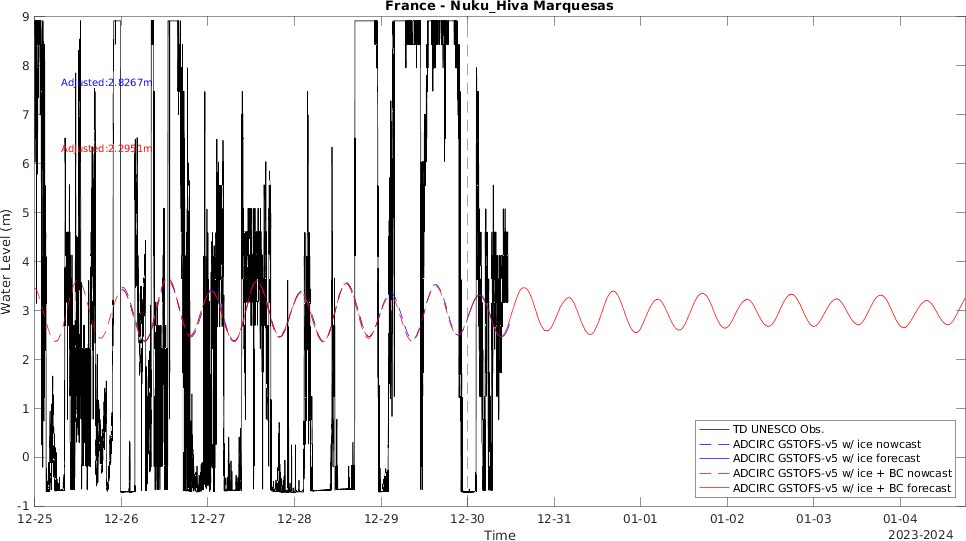 France - Nuku_Hiva Marquesas
9
8
7
6
5
4
3
2
1
0
-1
Water Level (m)
Adjusted:2.8267m
Adjusted:2.2951m
TD UNESCO Obs.
ADCIRC GSTOFS-v5 w/ ice nowcast
ADCIRC GSTOFS-v5 w/ ice forecast
ADCIRC GSTOFS-v5 w/ ice + BC nowcast
ADCIRC GSTOFS-v5 w/ ice + BC forecast
12-25 12-26 12-27 12-28 12-29 12-30 12-31 01-01 01-02 01-03 01-04
Time
2023-2024